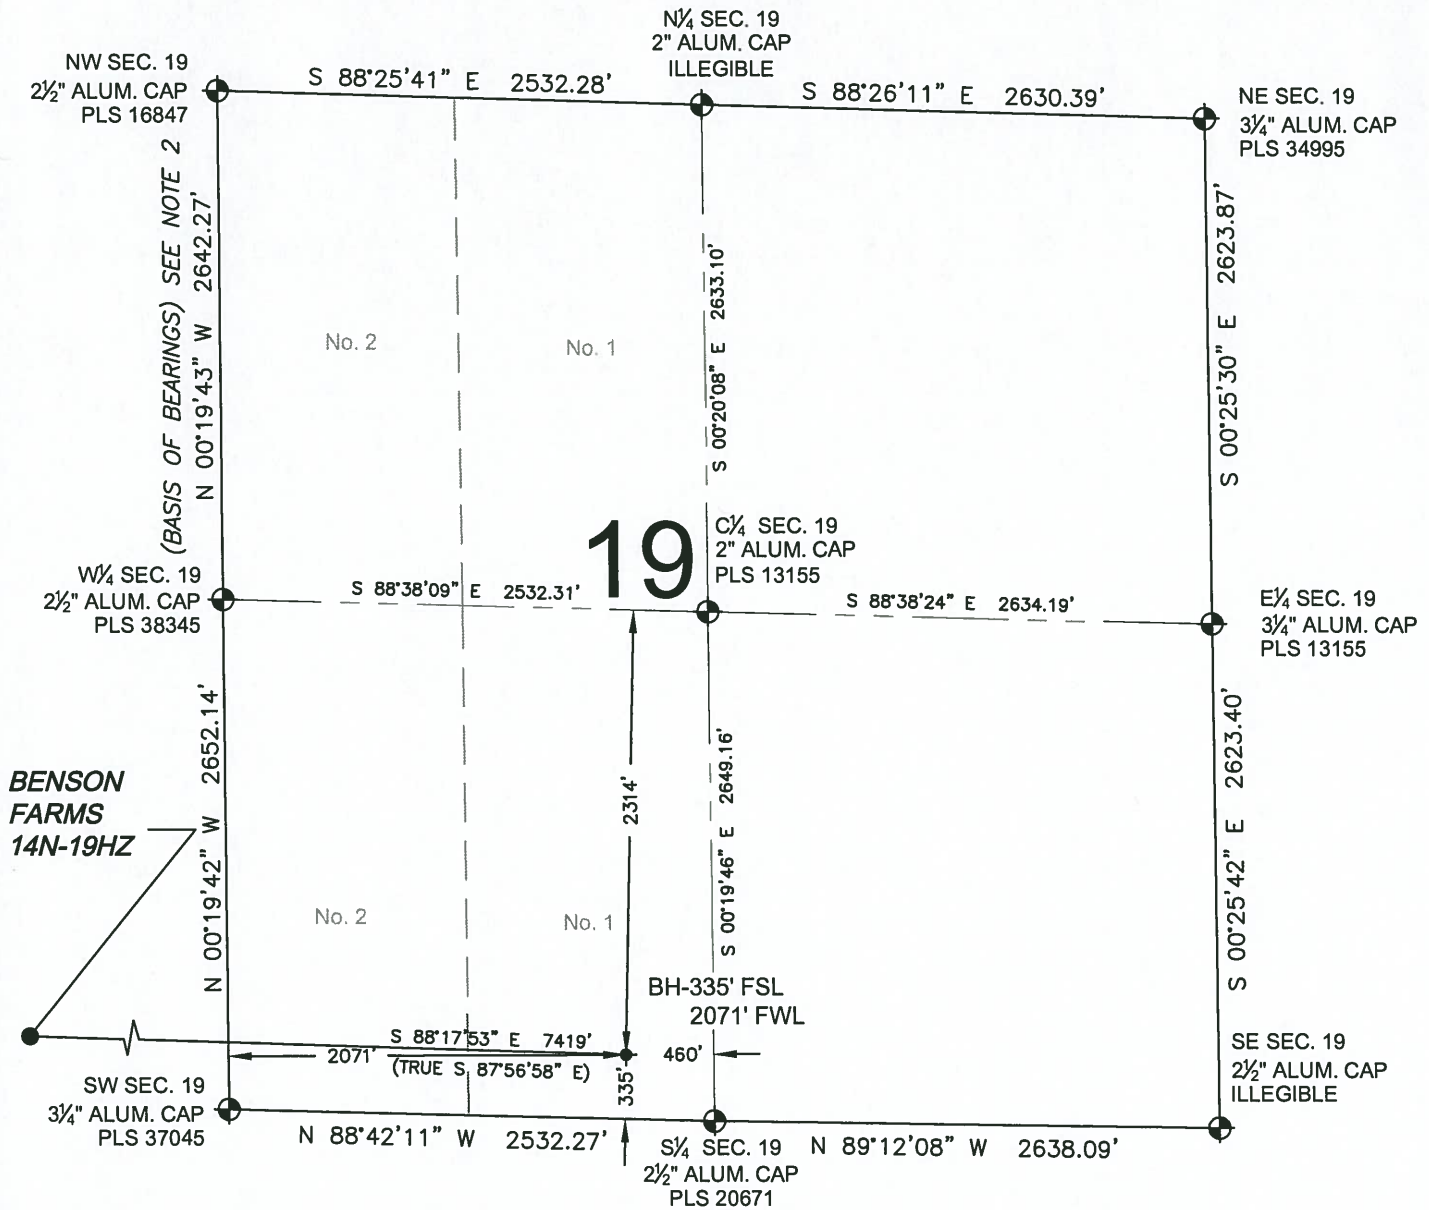 N¼ SEC. 19
2" ALUM. CAP
ILLEGIBLE
NW SEC. 19
2½" ALUM. CAP
PLS 16847
S 88°25'41" E 2532.28'
S 88°26'11" E 2630.39'
NE SEC. 19
3¼" ALUM. CAP
PLS 34995
(BASIS OF BEARINGS) SEE NOTE 2
N 00°19'43" W 2642.27'
No. 2
No. 1
S 00°20'08" E 2633.10'
S 00°25'30" E 2623.87'
19
C¼ SEC. 19
2" ALUM. CAP
PLS 13155
W¼ SEC. 19
2½" ALUM. CAP
PLS 38345
S 88°38'09" E 2532.31'
S 88°38'24" E 2634.19'
E¼ SEC. 19
3¼" ALUM. CAP
PLS 13155
BENSON
FARMS
14N-19HZ
N 00°19'42" W 2652.14'
No. 2
No. 1
2314'
S 00°19'46" E 2649.16'
S 00°25'42" E 2623.40'
BH-335' FSL
2071' FWL
S 88°17'53" E 7419'
2071'
(TRUE S 87°56'58" E)
460'
335'
SW SEC. 19
3¼" ALUM. CAP
PLS 37045
SE SEC. 19
2½" ALUM. CAP
ILLEGIBLE
N 88°42'11" W 2532.27'
S¼ SEC. 19
2½" ALUM. CAP
PLS 20671
N 89°12'08" W 2638.09'